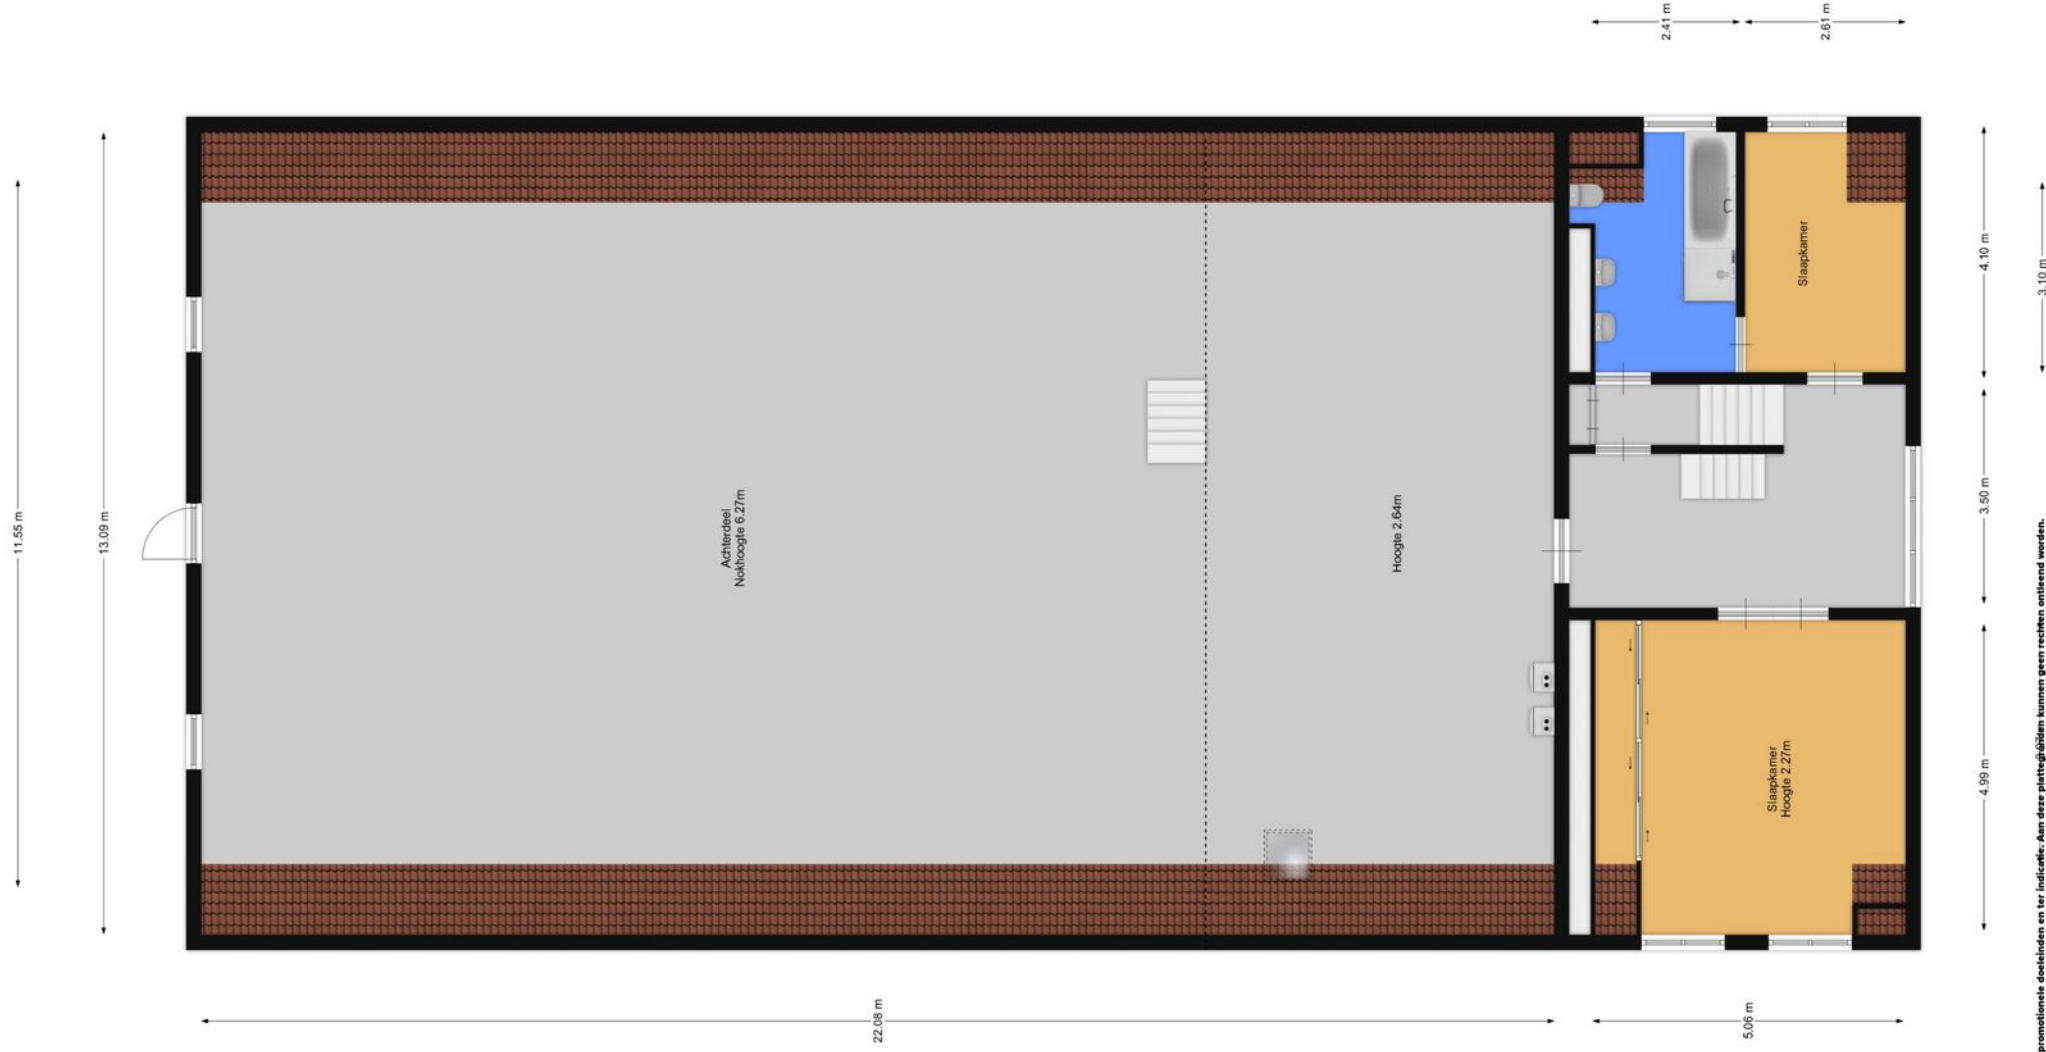 2.41 m
2.61 m
11.55 m
13.09 m
4.10 m
3.10 m
Slaapkamer
Achterdeel
Nokhoogte 6.27m
Hoogte 2.64m
3.50 m
Slaapkamer
Hoogte 2.27m
4.99 m
promotionele doeleinden en ter indicatie. Aan deze plattegronden kunnen geen rechten ontleend worden.
22.08 m
5.06 m